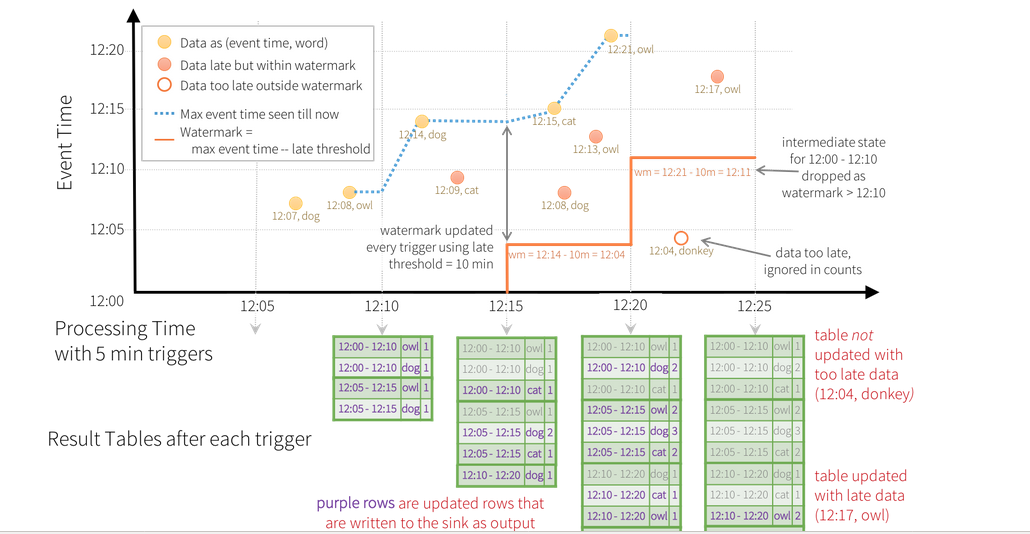 12:20
12:15
12:10
12:05
12:00
Event Time
Data as (event time, word)
Data late but within watermark
Data too late outside watermark
Max event time seen till now
Watermark =
max event time -- late threshold
12:07, dog
12:08, owl
12:14, dog
12:09, cat
12:15, cat
12:08, dog
12:13, owl
12:21, owl
12:17, owl
12:04, donkey
watermark updated
every trigger using late
threshold = 10 min
wm = 12:14 - 10m = 12:04
wm = 12:21 - 10m = 12:11
intermediate state
for 12:00 - 12:10
dropped as
watermark > 12:10
data too late,
ignored in counts
12:05
12:10
12:15
12:20
12:25
Processing Time
with 5 min triggers
Result Tables after each trigger
12:00 - 12:10 owl 1
12:00 - 12:10 dog 1
12:05 - 12:15 owl 1
12:05 - 12:15 dog 1
12:00 - 12:10 owl 1
12:00 - 12:10 dog 1
12:00 - 12:10 cat 1
12:05 - 12:15 owl 1
12:05 - 12:15 dog 2
12:05 - 12:15 cat 1
12:10 - 12:20 dog 1
12:00 - 12:10 owl 1
12:00 - 12:10 dog 2
12:00 - 12:10 cat 1
12:05 - 12:15 owl 2
12:05 - 12:15 dog 3
12:05 - 12:15 cat 2
12:10 - 12:20 dog 1
12:10 - 12:20 cat 1
12:10 - 12:20 owl 1
12:00 - 12:10 owl 1
12:00 - 12:10 dog 2
12:00 - 12:10 cat 1
12:05 - 12:15 owl 2
12:05 - 12:15 dog 3
12:05 - 12:15 cat 2
12:10 - 12:20 dog 1
12:10 - 12:20 cat 1
12:10 - 12:20 owl 2
purple rows are updated rows that
are written to the sink as output
table not
updated with
too late data
(12:04, donkey)
table updated
with late data
(12:17, owl)